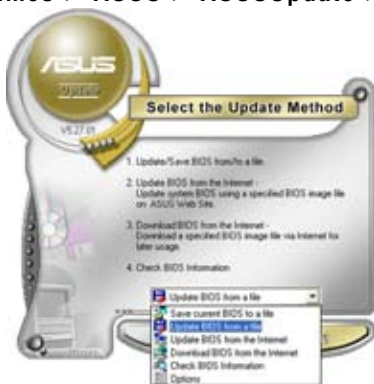 ASUS
Update
V5.27.01
Select the Update Method
1. Update/Save BIOS from/to a file
2. Update BIOS from the Internet -
Update system BIOS using a specified BIOS image file
on ASUS Web Site.
3. Download BIOS from the Internet -
Download a specified BIOS image file via Internet for
later usage.
4. Check BIOS Information
Update BIOS from a file
Save current BIOS to a file
Update BIOS from a file
Update BIOS from the Internet
Download BIOS from the Internet
Check BIOS Information
Options